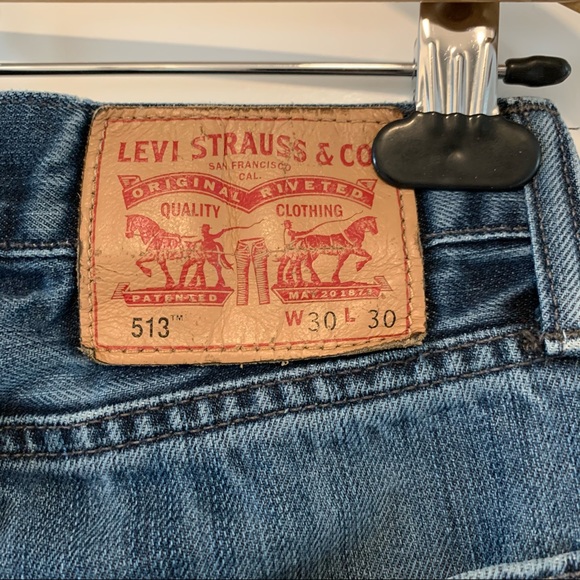 LEVI STRAUSS & CO
SAN FRANCISCO
CAL.
ORIGINAL RIVETED
QUALITY CLOTHING
PATENTED MAY 20 1873
513™ W 30 L 30